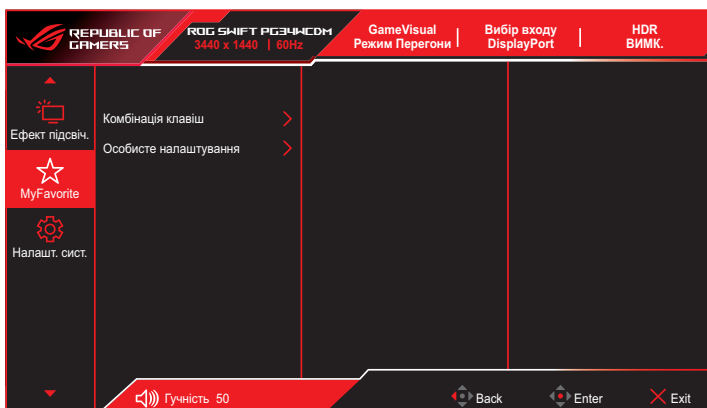 REPUBLIC OF
GAMERS
ROG SWIFT PG34WCDM
3440 x 1440 | 60Hz
GameVisual
Режим Перегони
Вибір входу
DisplayPort
HDR
ВИМК.
Ефект підсвіч.
MyFavorite
Налашт. сист.
Комбінація клавіш
Особисте налаштування
Гучність 50
Back
Enter
Exit